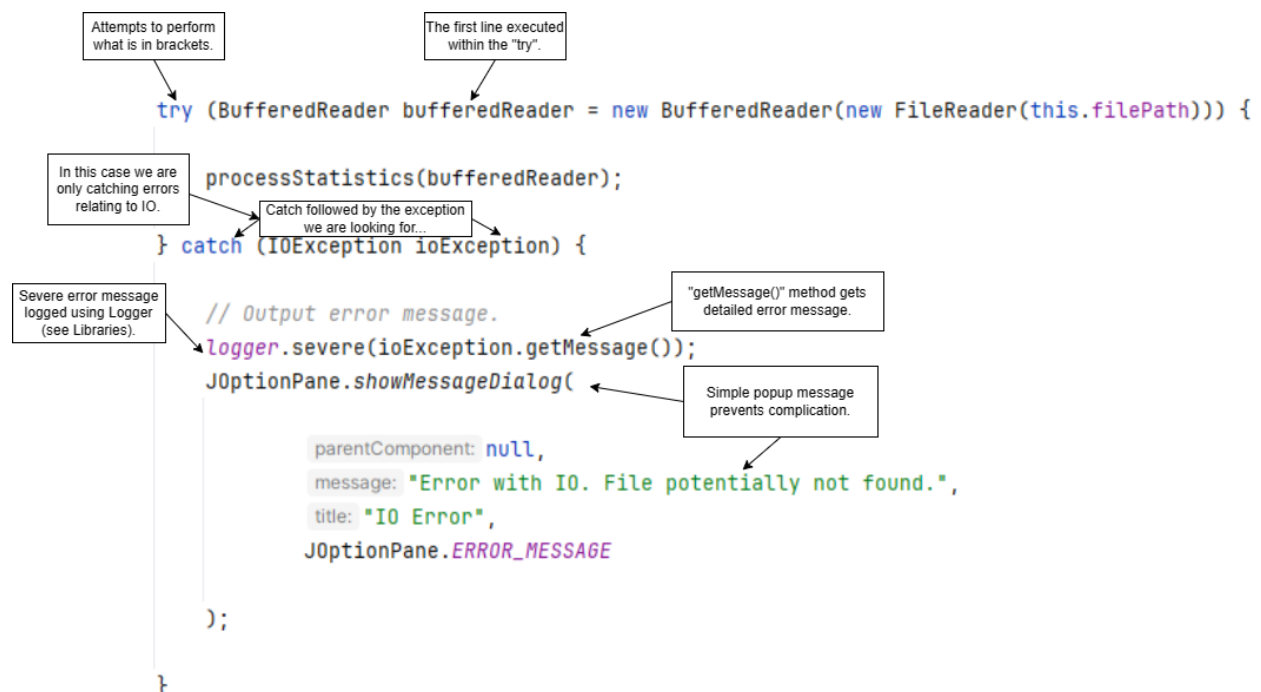 Attempts to perform
what is in brackets.
The first line executed
within the "try".
try (BufferedReader bufferedReader = new BufferedReader(new FileReader(this.filePath))) {
In this case we are
only catching errors
relating to IO.
processStatistics(bufferedReader);
Catch followed by the exception
we are looking for...
} catch (IOException ioException) {
Severe error message
logged using Logger
(see Libraries).
"getMessage()" method gets
detailed error message.
// Output error message.
logger.severe(ioException.getMessage());
JOptionPane.showMessageDialog(
Simple popup message
prevents complication.
parentComponent: null,
message: "Error with IO. File potentially not found.",
title: "IO Error",
JOptionPane.ERROR_MESSAGE
);
}